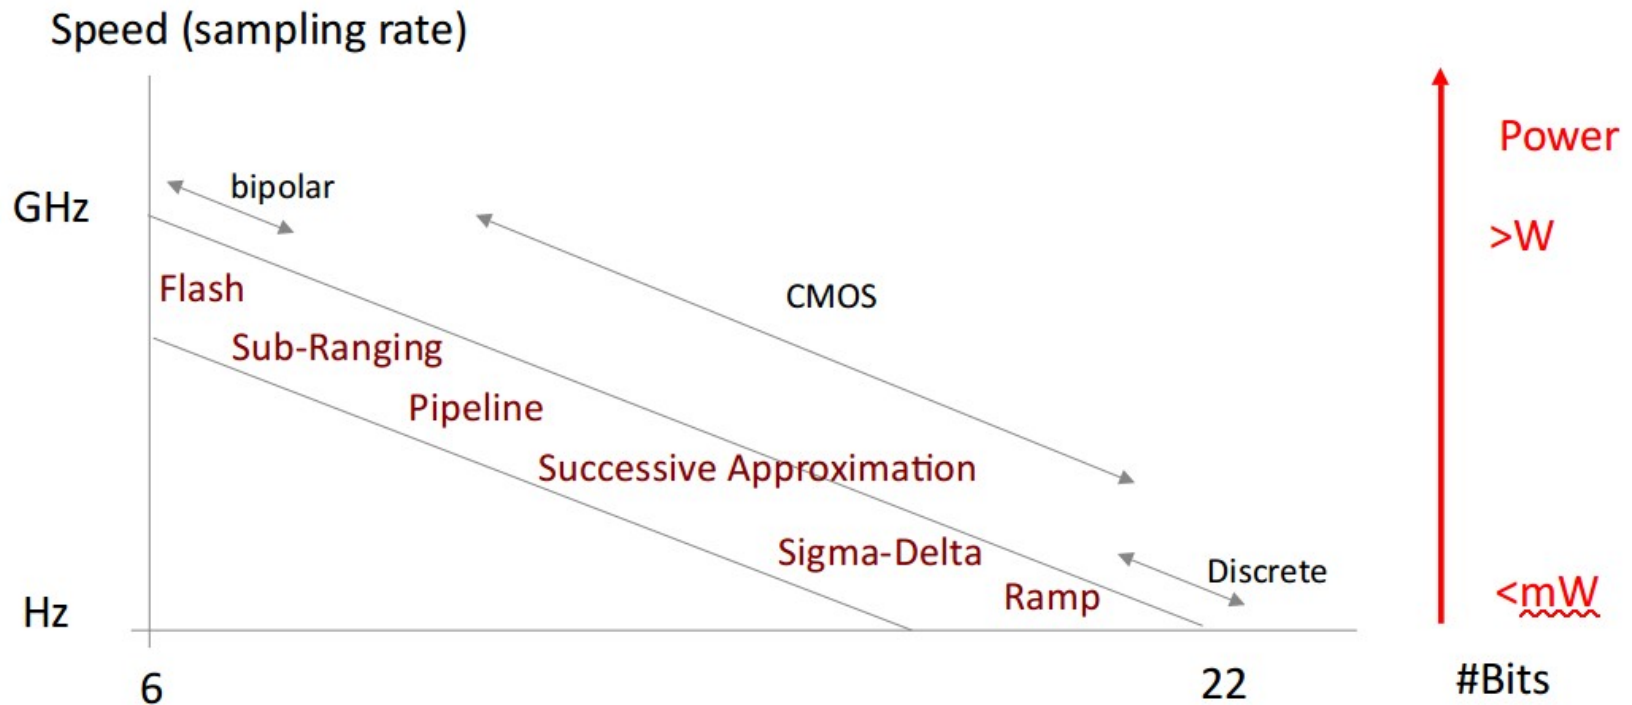 Speed (sampling rate)
Power
bipolar
GHz
>W
Flash
CMOS
Sub-Ranging
Pipeline
Successive Approximation
Sigma-Delta
Discrete
Ramp
<mW
Hz
6
22
#Bits